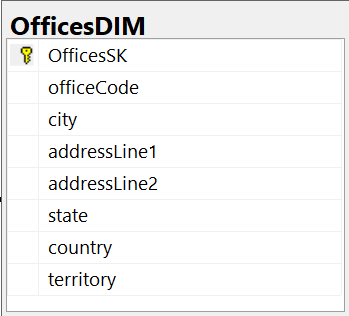 OfficesDIM
OfficesSK
officeCode
city
addressLine1
addressLine2
state
country
territory